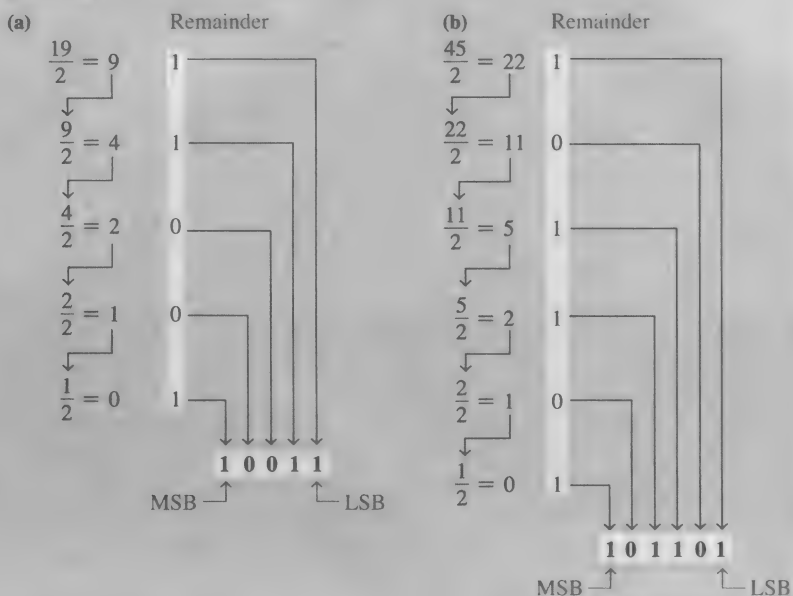 (a) Remainder
19/2 = 9 1
9/2 = 4 1
4/2 = 2 0
2/2 = 1 0
1/2 = 0 1
1 0 0 1 1
MSB LSB
(b) Remainder
45/2 = 22 1
22/2 = 11 0
11/2 = 5 1
5/2 = 2 1
2/2 = 1 0
1/2 = 0 1
1 0 1 1 0 1
MSB LSB